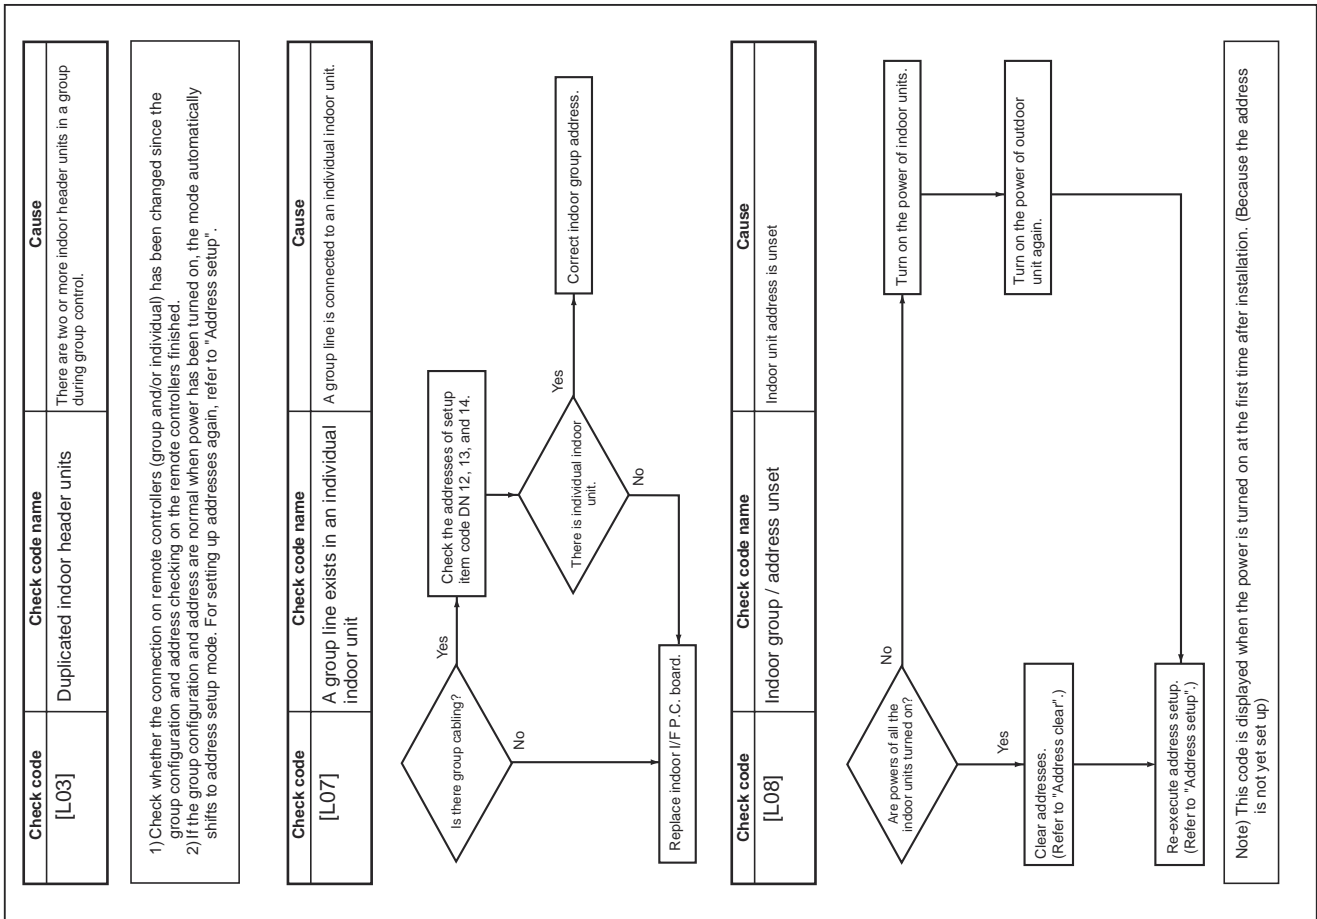 Check code
Check code name
Cause
[L03]
Duplicated indoor header units
There are two or more indoor header units in a group
during group control.
1) Check whether the connection on remote controllers (group and/or individual) has been changed since the
group configuration and address checking on the remote controllers finished.
2) If the group configuration and address are normal when power has been turned on, the mode automatically
shifts to address setup mode. For setting up addresses again, refer to "Address setup".
Check code
Check code name
Cause
[L07]
A group line exists in an individual
indoor unit
A group line is connected to an individual indoor unit.
Is there group cabling?
Yes
No
Check the addresses of setup
item code DN 12, 13, and 14.
There is individual indoor
unit.
Yes
No
Correct indoor group address.
Replace indoor I/F P.C. board.
Check code
Check code name
Cause
[L08]
Indoor group / address unset
Indoor unit address is unset
Are powers of all the
indoor units turned on?
No
Yes
Turn on the power of indoor units.
Turn on the power of outdoor
unit again.
Clear addresses.
(Refer to "Address clear".)
Re-execute address setup.
(Refer to "Address setup".)
Note) This code is displayed when the power is turned on at the first time after installation. (Because the address
is not yet set up)